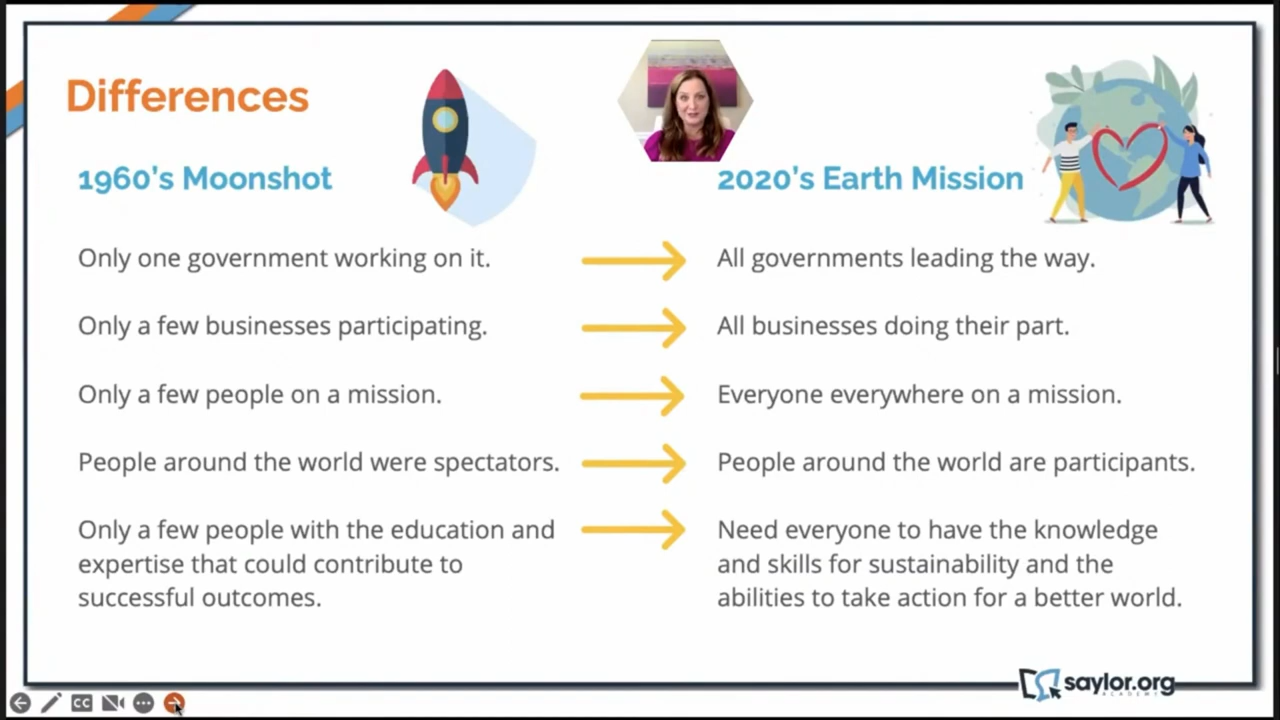 Differences
1960's Moonshot
2020's Earth Mission
Only one government working on it.
All governments leading the way.
Only a few businesses participating.
All businesses doing their part.
Only a few people on a mission.
Everyone everywhere on a mission.
People around the world were spectators.
People around the world are participants.
Only a few people with the education and
expertise that could contribute to
successful outcomes.
Need everyone to have the knowledge
and skills for sustainability and the
abilities to take action for a better world.
CC
saylor.org
ACADEMY